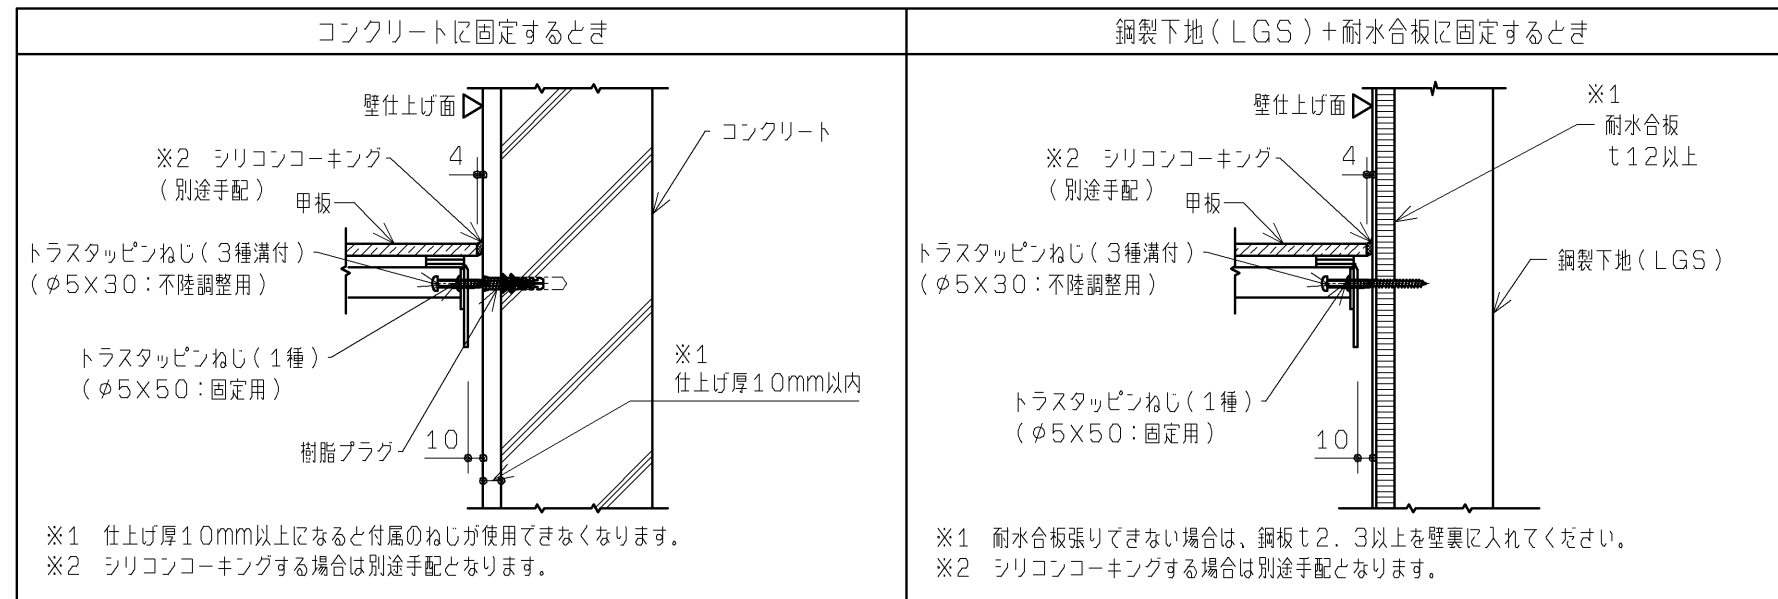 コンクリートに固定するとき
壁仕上げ面
コンクリート
※2 シリコンコーキング
(別途手配)
4
甲板
トラスタッピンねじ(3種溝付)
(φ5×30:不陸調整用)
トラスタッピンねじ(1種)
(φ5×50:固定用)
※1
仕上げ厚10mm以内
樹脂プラグ
10
※1 仕上げ厚10mm以上になると付属のねじが使用できなくなります。
※2 シリコンコーキングする場合は別途手配となります。
鋼製下地(LGS)+耐水合板に固定するとき
壁仕上げ面
※1
耐水合板
t12以上
※2 シリコンコーキング
(別途手配)
4
甲板
トラスタッピンねじ(3種溝付)
(φ5×30:不陸調整用)
鋼製下地(LGS)
トラスタッピンねじ(1種)
(φ5×50:固定用)
10
※1 耐水合板張りできない場合は、鋼板t2.3以上を壁裏に入れてください。
※2 シリコンコーキングする場合は別途手配となります。